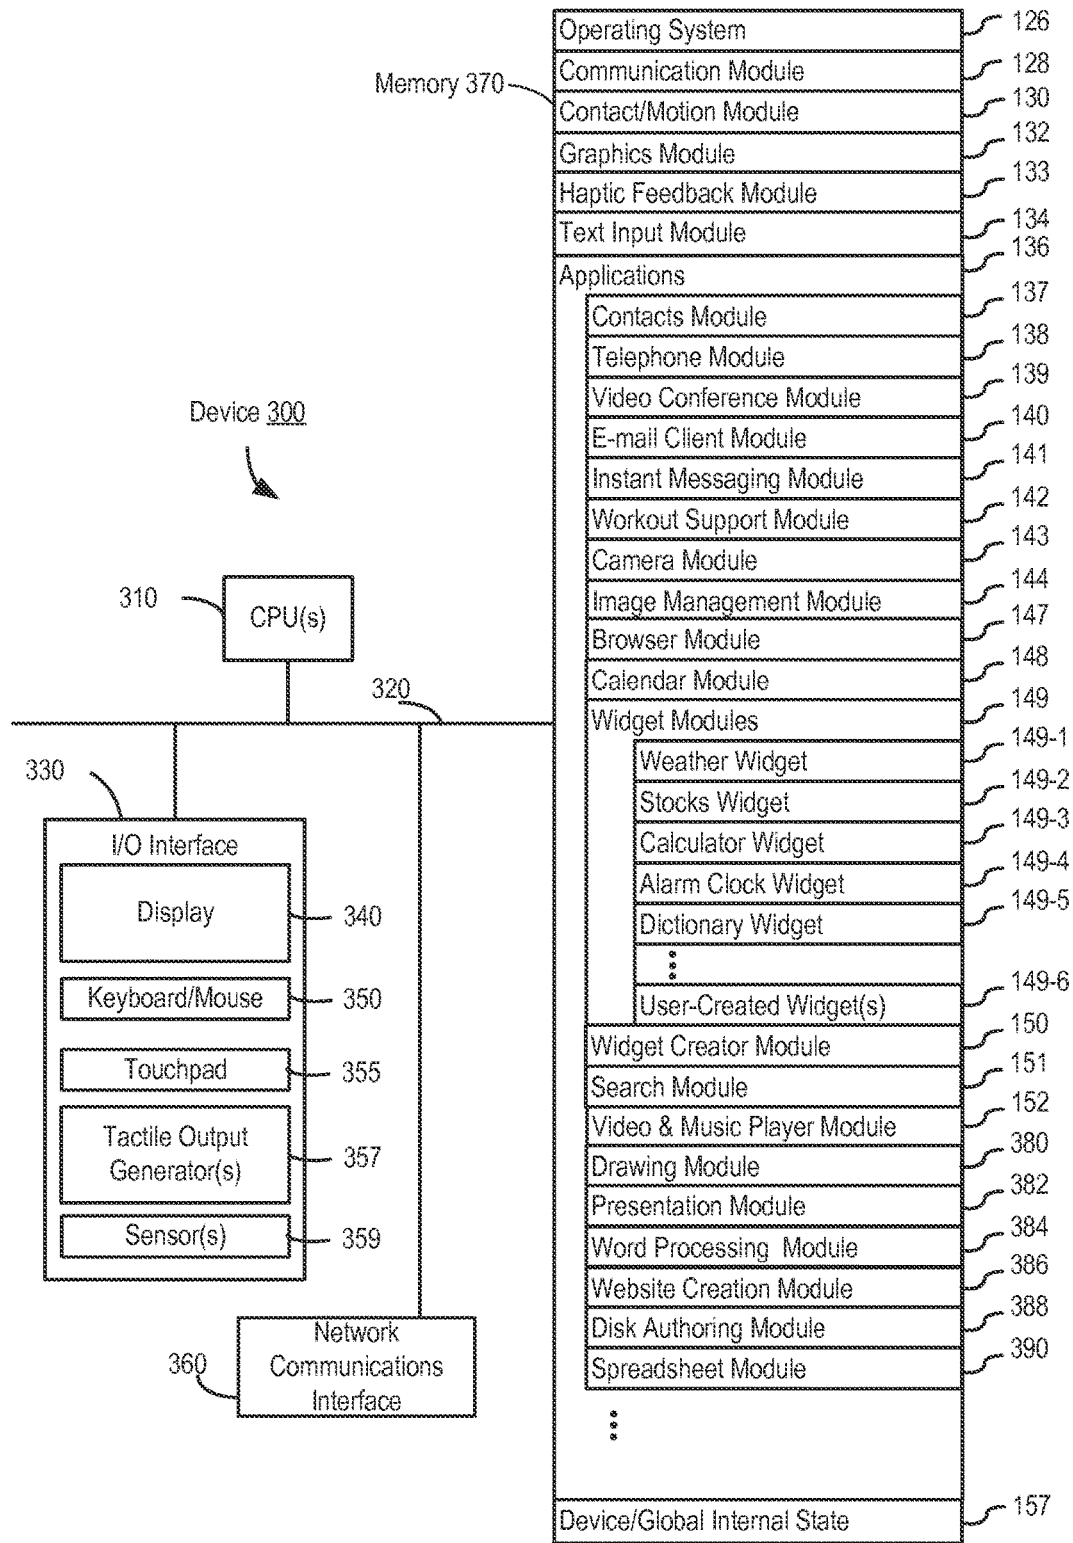 Operating System 126
Communication Module 128
Memory 370
Contact/Motion Module 130
Graphics Module 132
Haptic Feedback Module 133
Text Input Module 134
Applications 136
Contacts Module 137
Telephone Module 138
Video Conference Module 139
E-mail Client Module 140
Instant Messaging Module 141
Workout Support Module 142
Camera Module 143
Image Management Module 144
Browser Module 147
Calendar Module 148
Widget Modules 149
Weather Widget 149-1
Stocks Widget 149-2
Calculator Widget 149-3
Alarm Clock Widget 149-4
Dictionary Widget 149-5
User-Created Widget(s) 149-6
Widget Creator Module 150
Search Module 151
Video & Music Player Module 152
Drawing Module 380
Presentation Module 382
Word Processing Module 384
Website Creation Module 386
Disk Authoring Module 388
Spreadsheet Module 390
Device/Global Internal State 157
Device 300
310
CPU(s)
320
330
I/O Interface
Display 340
Keyboard/Mouse 350
Touchpad 355
Tactile Output
Generator(s) 357
Sensor(s) 359
360
Network
Communications
Interface